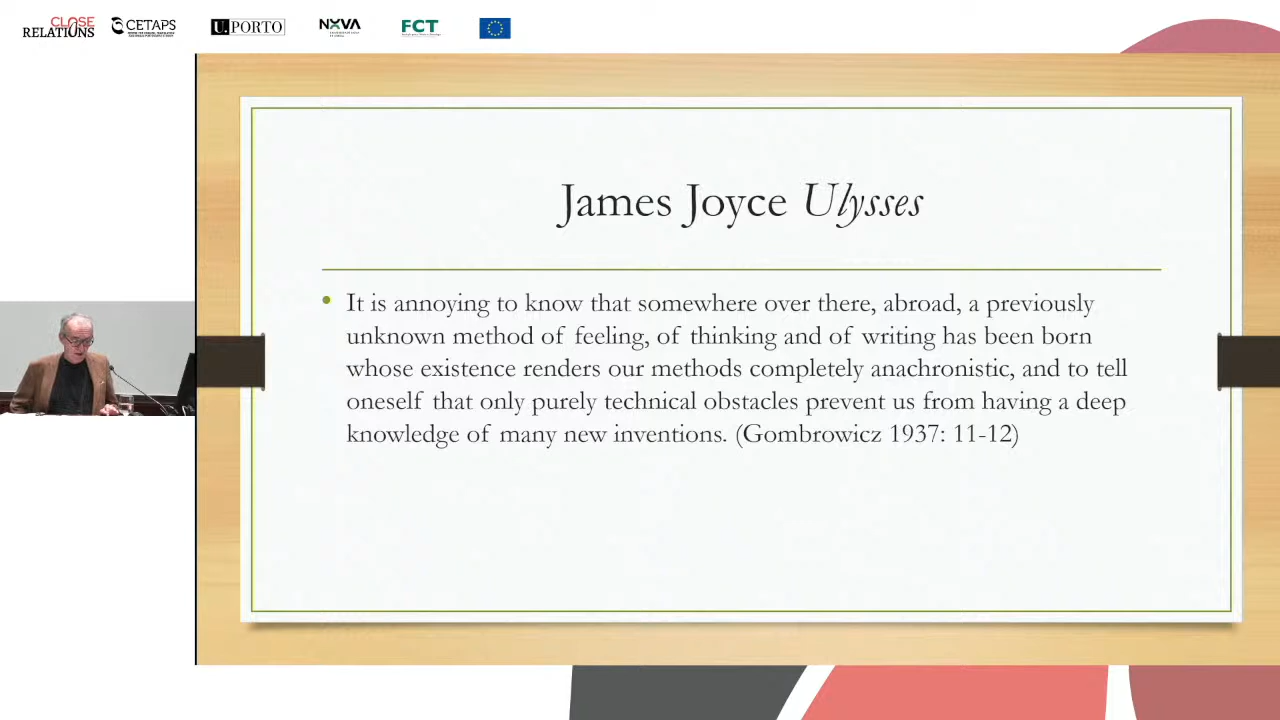 CLOSE
RELATIONS
CETAPS
U.PORTO
NOVA
FCT
James Joyce Ulysses
It is annoying to know that somewhere over there, abroad, a previously
unknown method of feeling, of thinking and of writing has been born
whose existence renders our methods completely anachronistic, and to tell
oneself that only purely technical obstacles prevent us from having a deep
knowledge of many new inventions. (Gombrowicz 1937: 11-12)